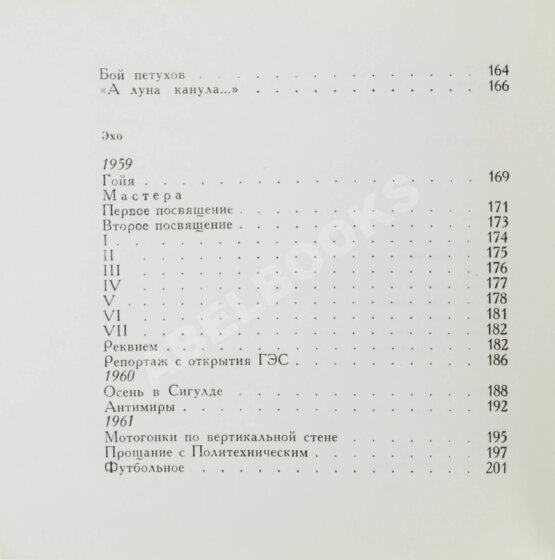 Бой петухов . . . . . . . . . . . . 164
«А луна канула...» . . . . . . . . . . 166
Эхо
1959
Гойя . . . . . . . . . . . . . . 169
Мастера
Первое посвящение . . . . . . . . . . 171
Второе посвящение . . . . . . . . . . 173
I . . . . . . . . . . . . . . . 174
II . . . . . . . . . . . . . . . 175
III . . . . . . . . . . . . . . 176
IV . . . . . . . . . . . . . . 177
V . . . . . . . . . . . . . . . 178
VI . . . . . . . . . . . . . . 181
VII . . . . . . . . . . . . . . 182
Реквием . . . . . . . . . . . . . 182
Репортаж с открытия ГЭС . . . . . . . . 186
1960
Осень в Сигулде . . . . . . . . . . . 188
Антимиры . . . . . . . . . . . . . 192
1961
Мотогонки по вертикальной стене . . . . . . 195
Прощание с Политехническим . . . . . . . 197
Футбольное . . . . . . . . . . . . 201
ABELBOOKS